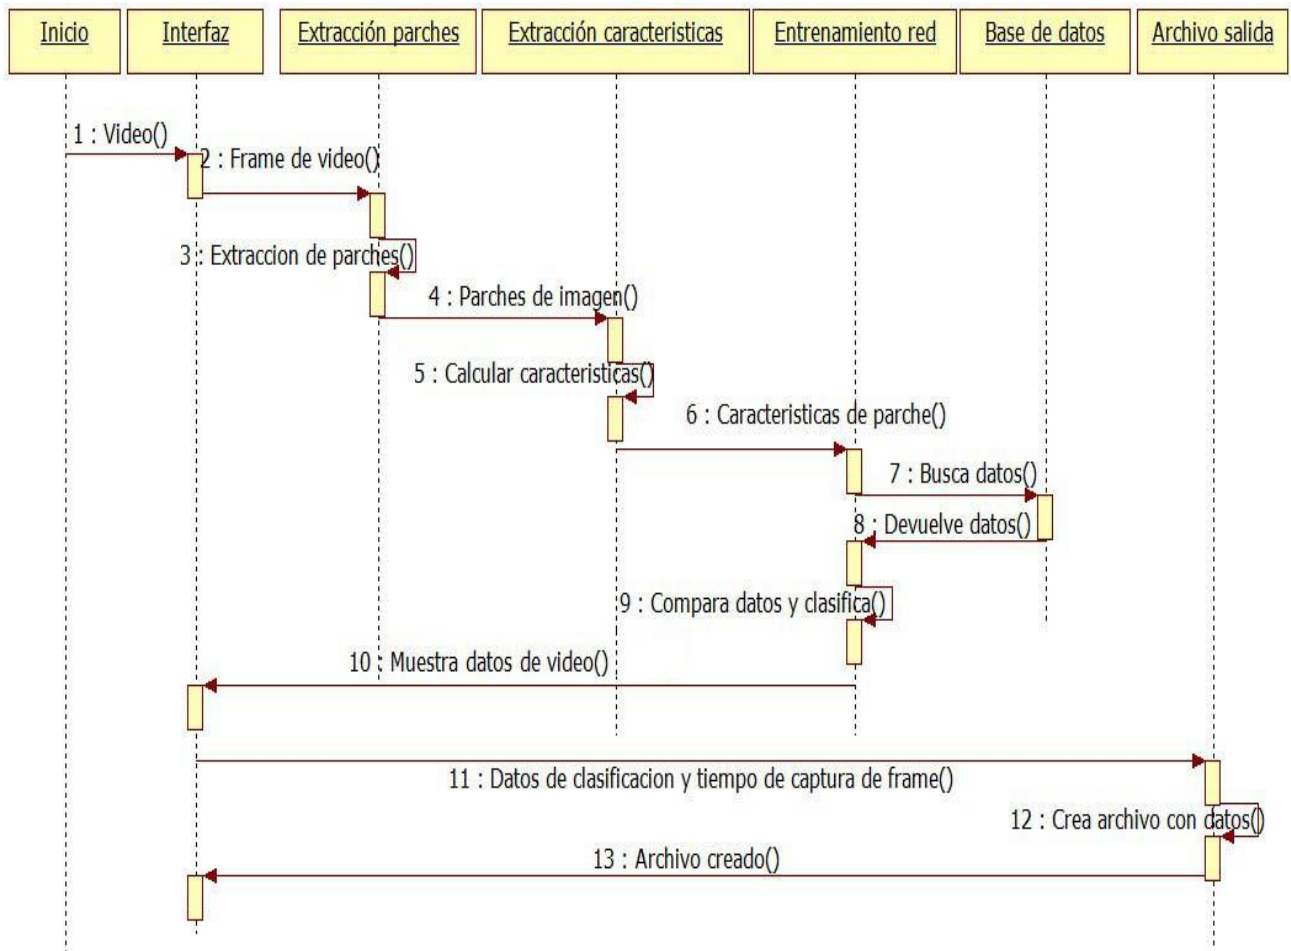 Inicio
Interfaz
Extracción parches
Extracción caracteristicas
Entrenamiento red
Base de datos
Archivo salida
1 : Video()
2 : Frame de video()
3 : Extraccion de parches()
4 : Parches de imagen()
5 : Calcular caracteristicas()
6 : Caracteristicas de parche()
7 : Busca datos()
8 : Devuelve datos()
9 : Compara datos y clasifica()
10 : Muestra datos de video()
11 : Datos de clasificacion y tiempo de captura de frame()
12 : Crea archivo con datos()
13 : Archivo creado()